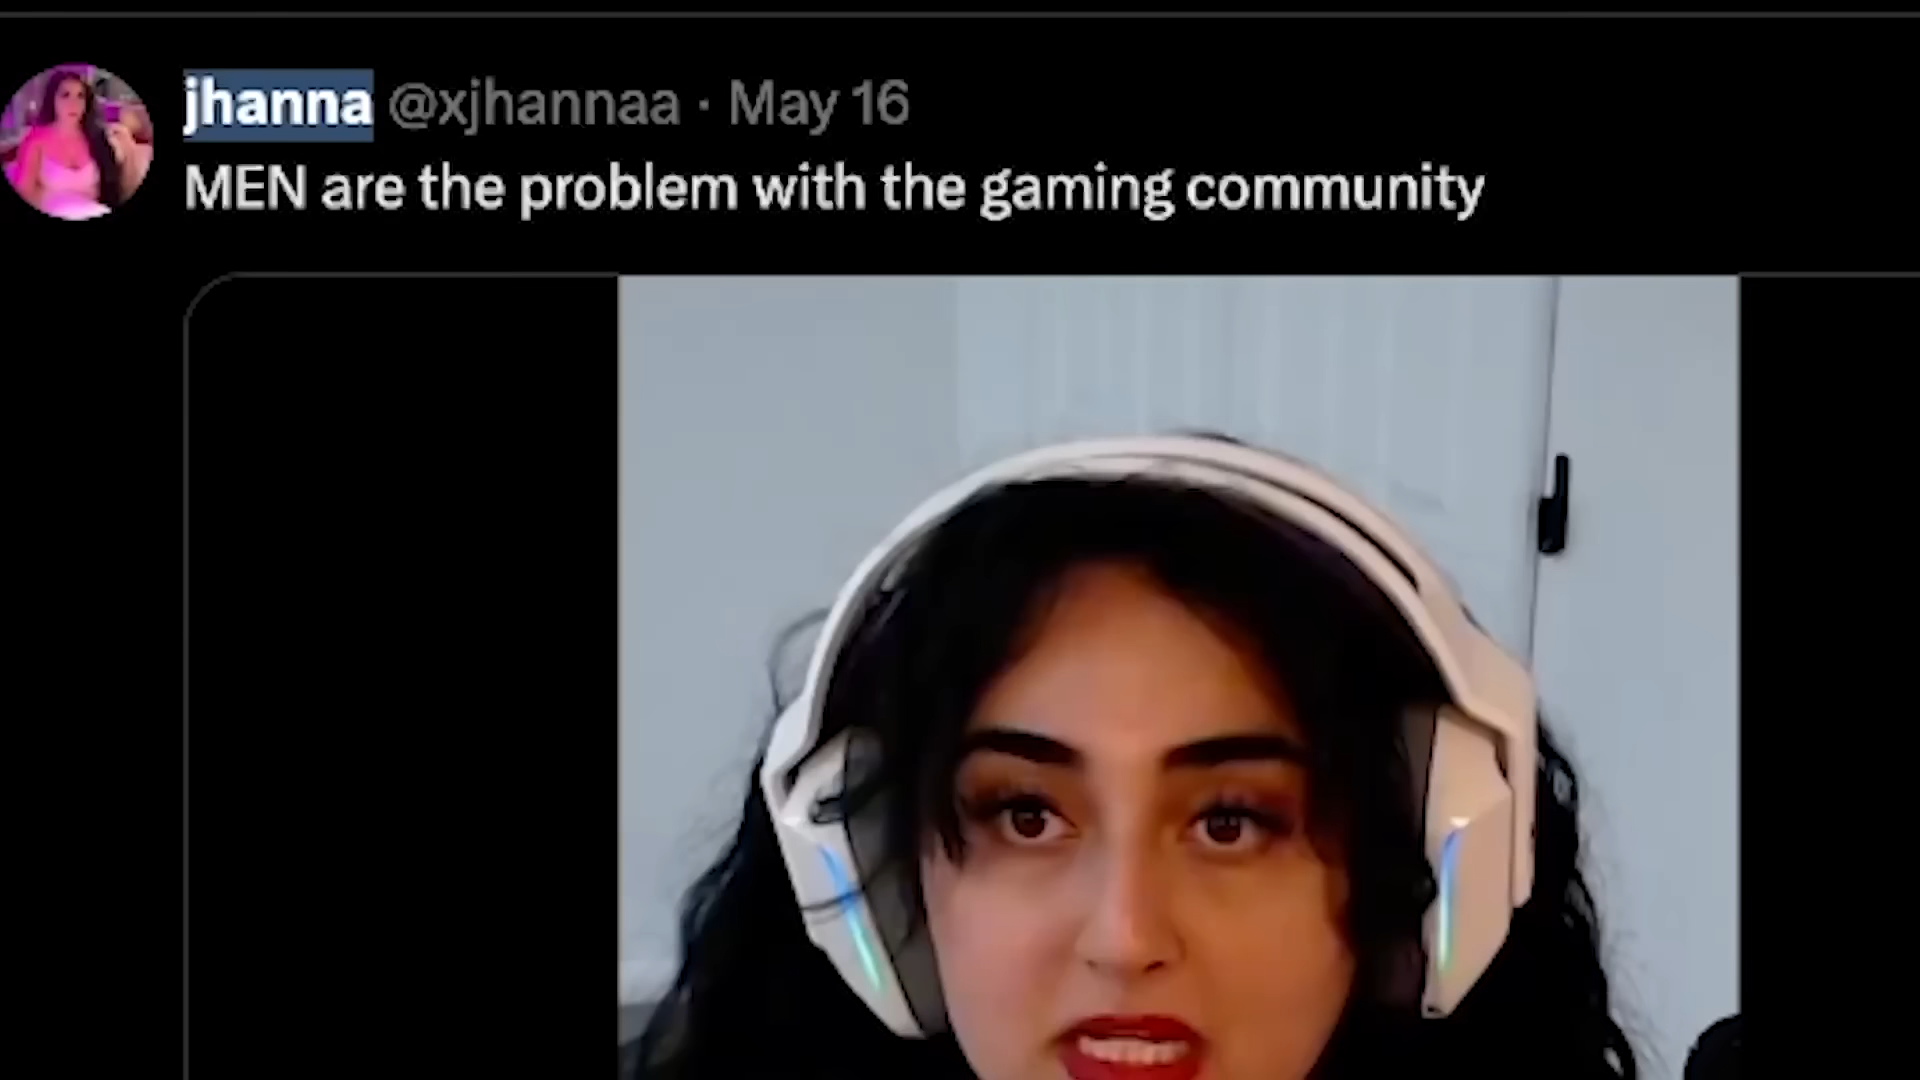 jhanna @xjhannaa · May 16
MEN are the problem with the gaming community